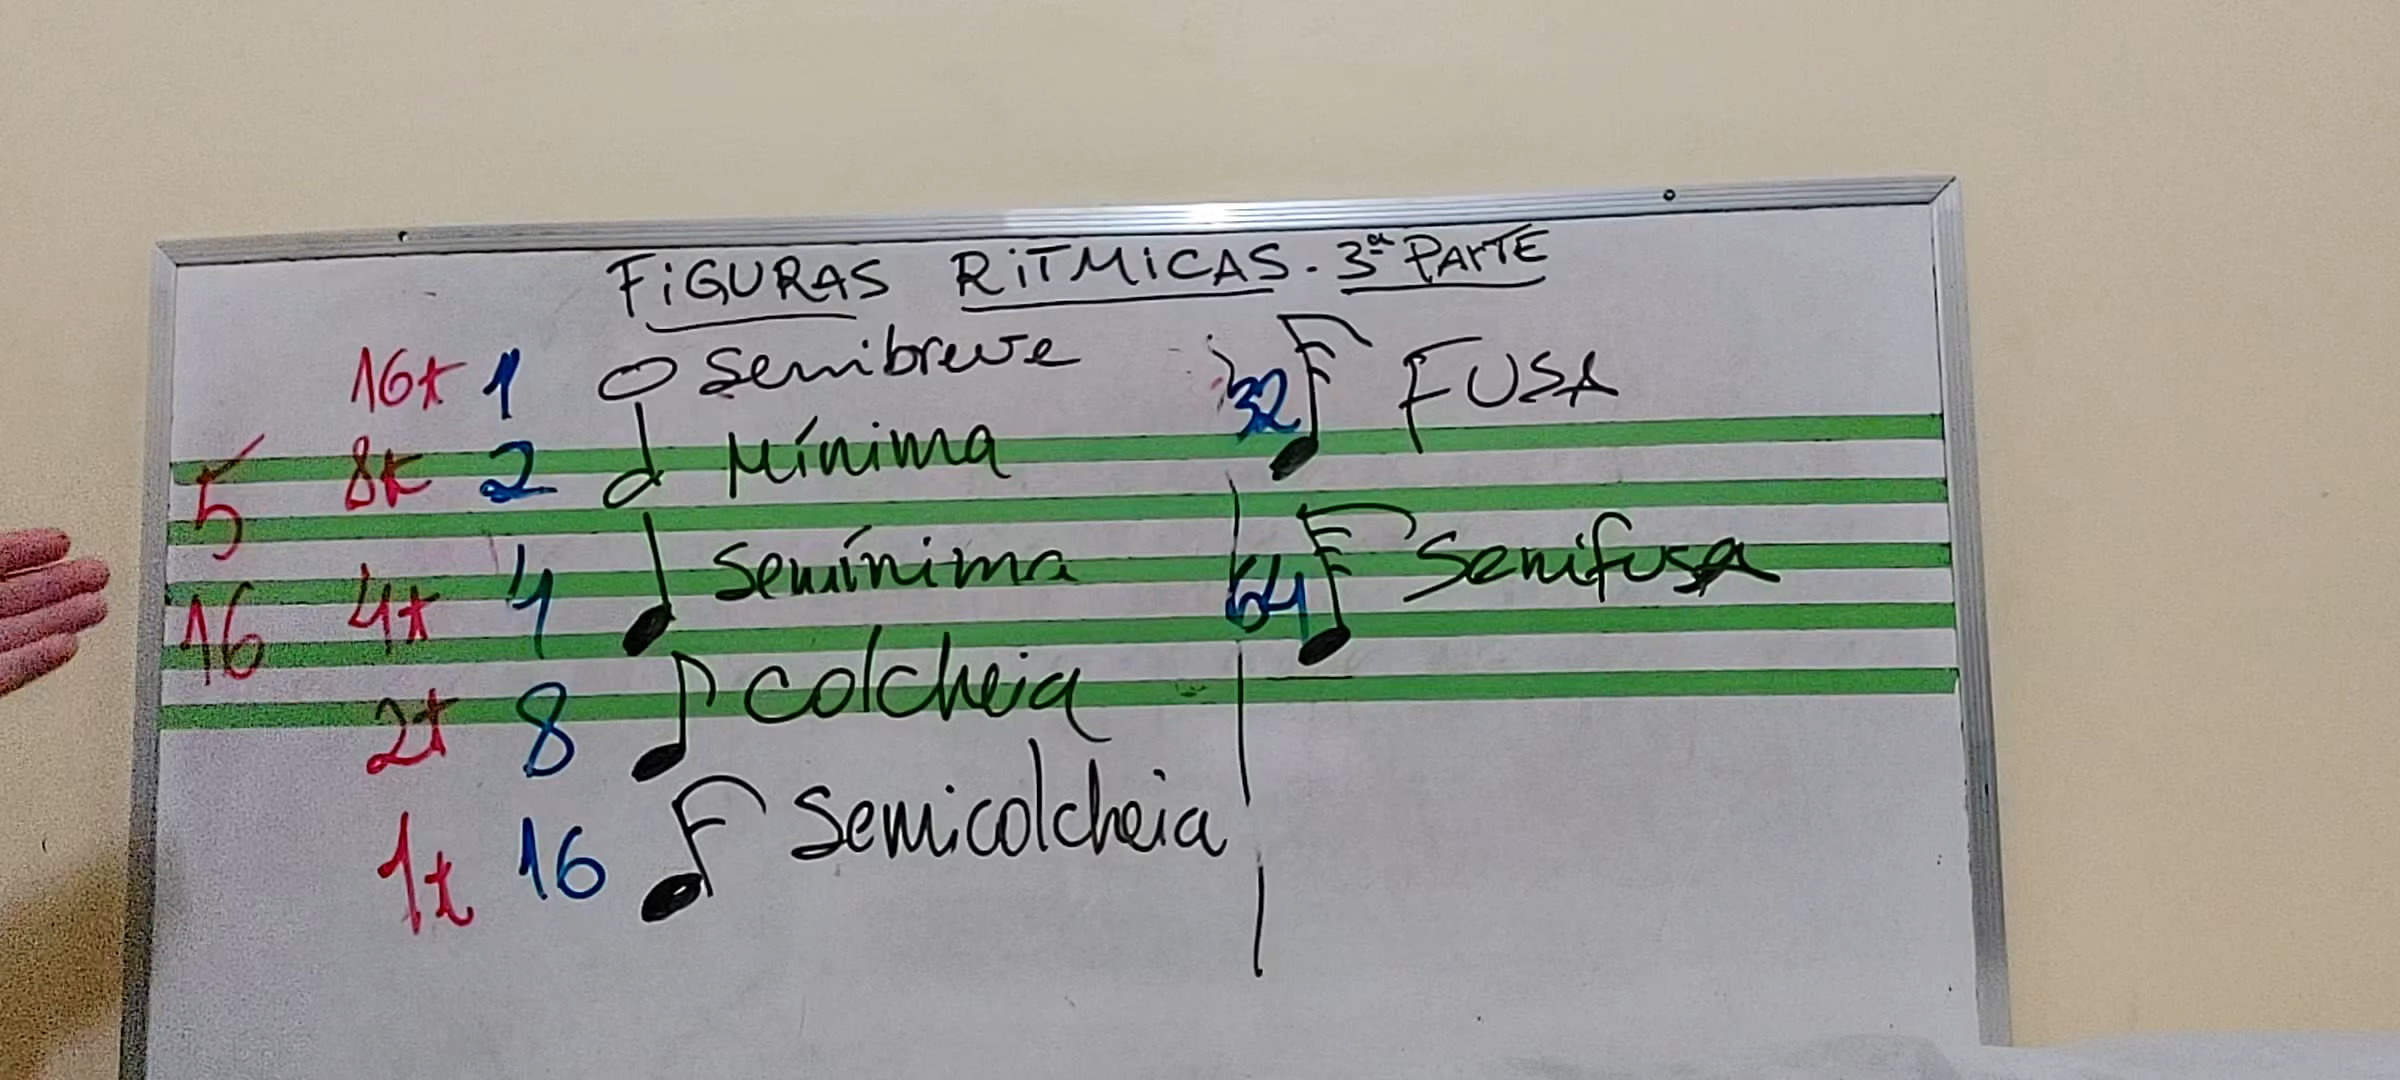 FiGURAS RiTMiCAS. 3ª PArTE
16t 1 semibreve
8t 2 Mínima
4t 4 Semínima
2t 8 colcheia
1t 16 Semicolcheia
5
16
32 FUSA
64 Semifusa